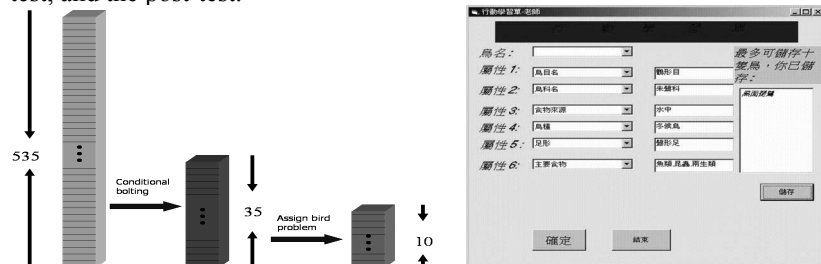 test, and the post-test.
535
Conditional
bolting
35
Assign bird
problem
10
行動學習單-老師
鳥名:
屬性 1: 鳥目名 鸛形目
屬性 2: 鳥科名 朱鷺科
屬性 3: 食物來源 水中
屬性 4: 鳥種 冬候鳥
屬性 5: 足形
屬性 6: 主要食物 魚類,昆蟲,兩生類
最多可儲存十
隻鳥,你已儲
存:
黑面琵鷺
儲存
確定 結束